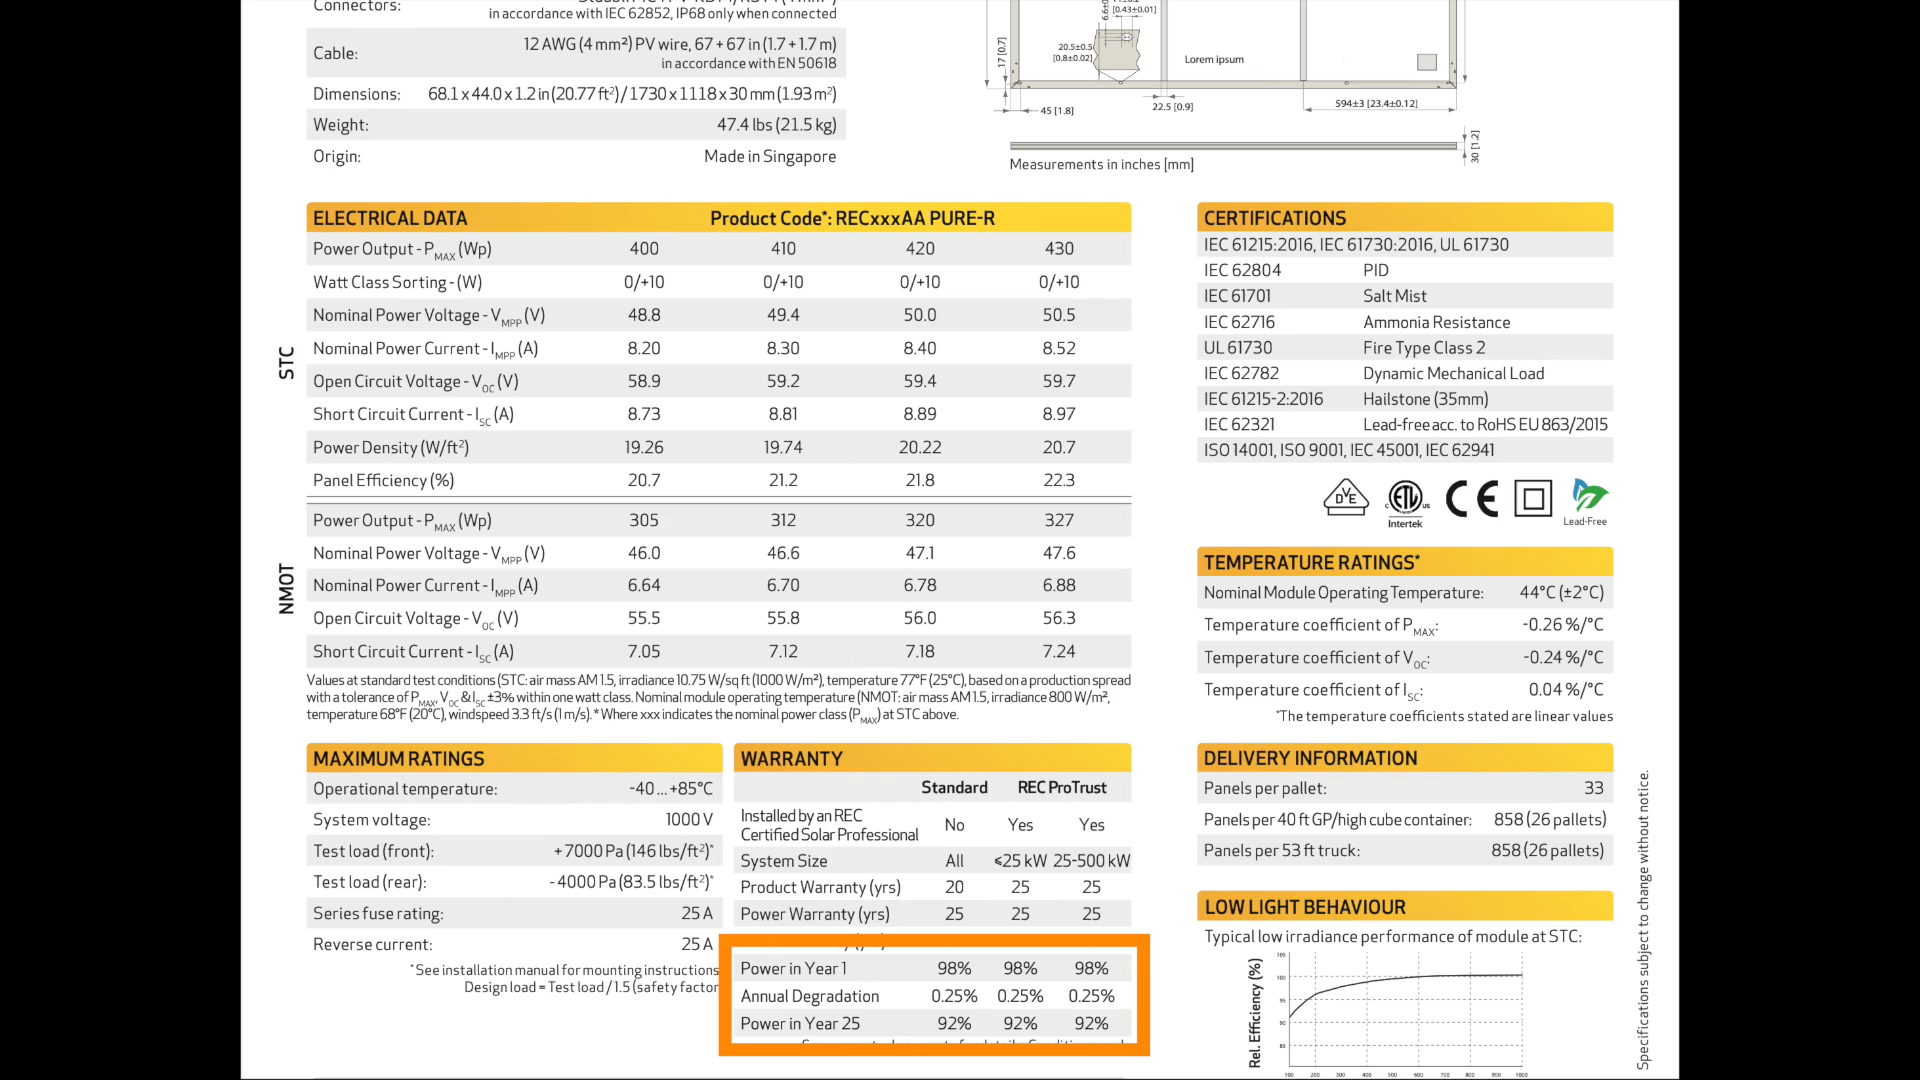 Connectors:
in accordance with IEC 62852, IP68 only when connected
Cable: 12 AWG (4 mm²) PV wire, 67 + 67 in (1.7 + 1.7 m)
in accordance with EN 50618
Dimensions: 68.1 x 44.0 x 1.2 in (20.77 ft²) / 1730 x 1118 x 30 mm (1.93 m²)
Weight: 47.4 lbs (21.5 kg)
Origin: Made in Singapore
[0.43±0.01]
17 [0.7]
20.5±0.5
[0.8±0.02]
Lorem ipsum
45 [1.8]
22.5 [0.9]
594±3 [23.4±0.12]
30 [1.2]
Measurements in inches [mm]
ELECTRICAL DATA Product Code*: RECxxxAA PURE-R
STC
Power Output - PMAX (Wp) 400 410 420 430
Watt Class Sorting - (W) 0/+10 0/+10 0/+10 0/+10
Nominal Power Voltage - VMPP (V) 48.8 49.4 50.0 50.5
Nominal Power Current - IMPP (A) 8.20 8.30 8.40 8.52
Open Circuit Voltage - VOC (V) 58.9 59.2 59.4 59.7
Short Circuit Current - ISC (A) 8.73 8.81 8.89 8.97
Power Density (W/ft²) 19.26 19.74 20.22 20.7
Panel Efficiency (%) 20.7 21.2 21.8 22.3
NMOT
Power Output - PMAX (Wp) 305 312 320 327
Nominal Power Voltage - VMPP (V) 46.0 46.6 47.1 47.6
Nominal Power Current - IMPP (A) 6.64 6.70 6.78 6.88
Open Circuit Voltage - VOC (V) 55.5 55.8 56.0 56.3
Short Circuit Current - ISC (A) 7.05 7.12 7.18 7.24
Values at standard test conditions (STC: air mass AM 1.5, irradiance 10.75 W/sq ft (1000 W/m²), temperature 77°F (25°C), based on a production spread
with a tolerance of PMAX, VOC & ISC ±3% within one watt class. Nominal module operating temperature (NMOT: air mass AM 1.5, irradiance 800 W/m²,
temperature 68°F (20°C), windspeed 3.3 ft/s (1 m/s). * Where xxx indicates the nominal power class (PMAX) at STC above.
CERTIFICATIONS
IEC 61215:2016, IEC 61730:2016, UL 61730
IEC 62804 PID
IEC 61701 Salt Mist
IEC 62716 Ammonia Resistance
UL 61730 Fire Type Class 2
IEC 62782 Dynamic Mechanical Load
IEC 61215-2:2016 Hailstone (35mm)
IEC 62321 Lead-free acc. to RoHS EU 863/2015
ISO 14001, ISO 9001, IEC 45001, IEC 62941
DVE
C ETL US
Intertek
CE
Lead-Free
TEMPERATURE RATINGS*
Nominal Module Operating Temperature: 44°C (±2°C)
Temperature coefficient of PMAX: -0.26 %/°C
Temperature coefficient of VOC: -0.24 %/°C
Temperature coefficient of ISC: 0.04 %/°C
*The temperature coefficients stated are linear values
MAXIMUM RATINGS
Operational temperature: -40 ... +85°C
System voltage: 1000 V
Test load (front): +7000 Pa (146 lbs/ft²)*
Test load (rear): - 4000 Pa (83.5 lbs/ft²)*
Series fuse rating: 25 A
Reverse current: 25 A
*See installation manual for mounting instructions
Design load = Test load / 1.5 (safety factor
WARRANTY
Standard REC ProTrust
Installed by an REC
Certified Solar Professional No Yes Yes
System Size All ≤25 kW 25-500 kW
Product Warranty (yrs) 20 25 25
Power Warranty (yrs) 25 25 25
Power in Year 1 98% 98% 98%
Annual Degradation 0.25% 0.25% 0.25%
Power in Year 25 92% 92% 92%
DELIVERY INFORMATION
Panels per pallet: 33
Panels per 40 ft GP/high cube container: 858 (26 pallets)
Panels per 53 ft truck: 858 (26 pallets)
LOW LIGHT BEHAVIOUR
Typical low irradiance performance of module at STC:
Rel. Efficiency (%)
105
100
95
90
85
100 200 300 400 500 600 700 800 900 1000
Specifications subject to change without notice.